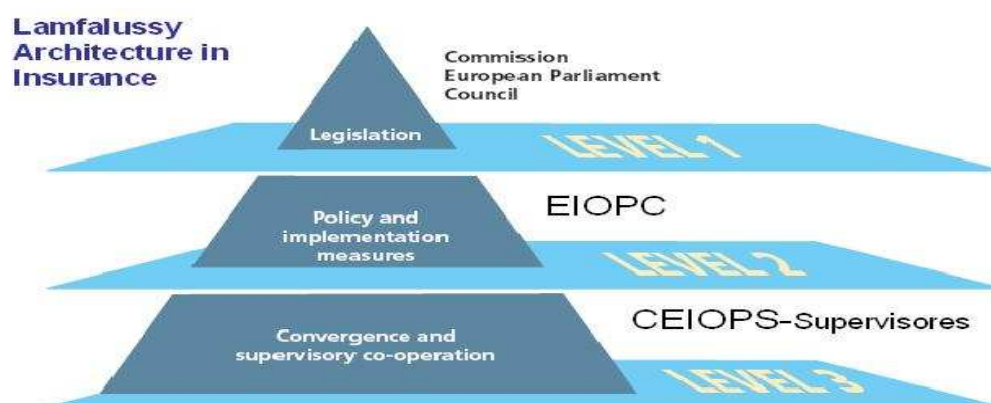 Lamfalussy
Architecture in
Insurance
Commission
European Parliament
Council
Legislation
LEVEL 1
EIOPC
Policy and
implementation
measures
LEVEL 2
CEIOPS-Supervisores
Convergence and
supervisory co-operation
LEVEL 3